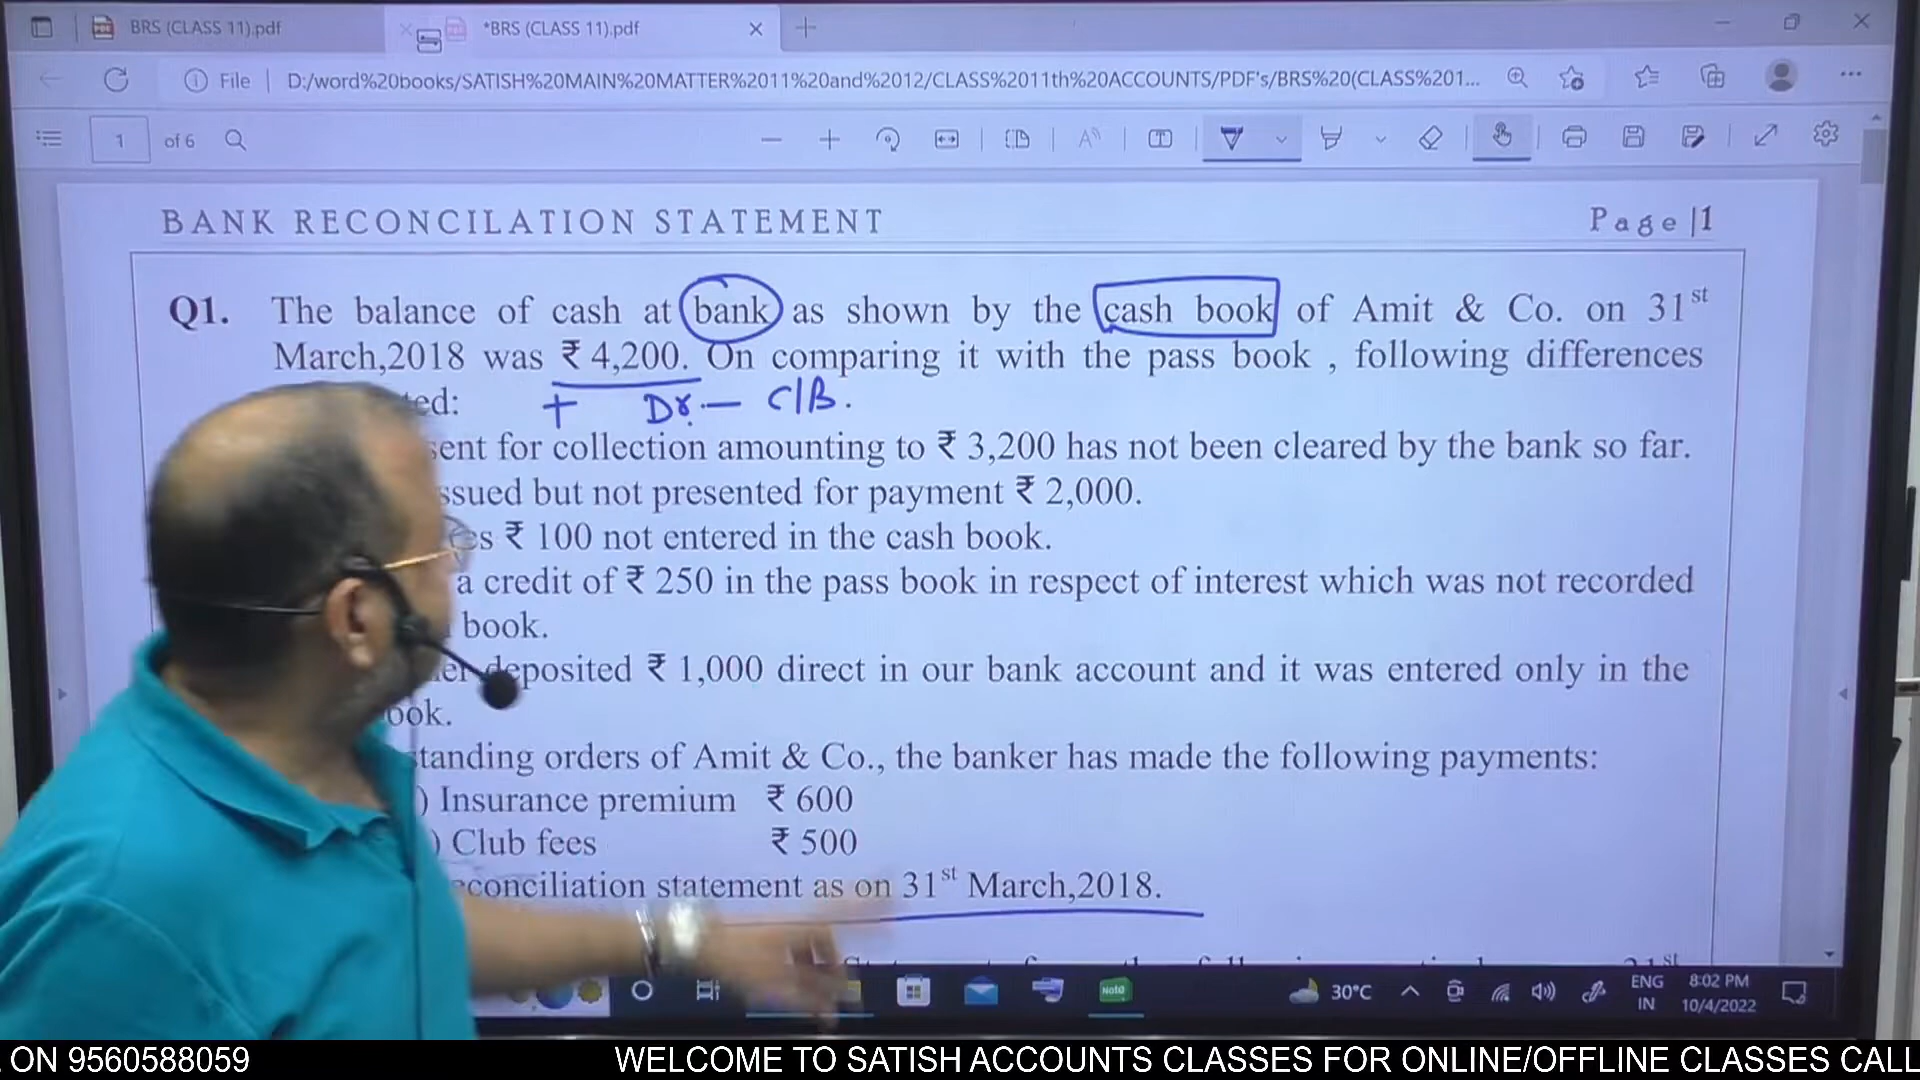 BRS (CLASS 11).pdf
*BRS (CLASS 11).pdf
File
D:/word%20books/SATISH%20MAIN%20MATTER%2011%20and%2012/CLASS%2011th%20ACCOUNTS/PDF's/BRS%20(CLASS%201...
1 of 6
BANK RECONCILATION STATEMENT
Page|1
Q1. The balance of cash at bank as shown by the cash book of Amit & Co. on 31st
March,2018 was ₹ 4,200. On comparing it with the pass book , following differences
+ Dr. — C/B.
sent for collection amounting to ₹ 3,200 has not been cleared by the bank so far.
ssued but not presented for payment ₹ 2,000.
es ₹ 100 not entered in the cash book.
a credit of ₹ 250 in the pass book in respect of interest which was not recorded
book.
deposited ₹ 1,000 direct in our bank account and it was entered only in the
ook.
standing orders of Amit & Co., the banker has made the following payments:
) Insurance premium ₹ 600
) Club fees ₹ 500
econciliation statement as on 31st March,2018.
Note
30°C
ENG
IN
8:02 PM
10/4/2022
ON 9560588059 WELCOME TO SATISH ACCOUNTS CLASSES FOR ONLINE/OFFLINE CLASSES CALL